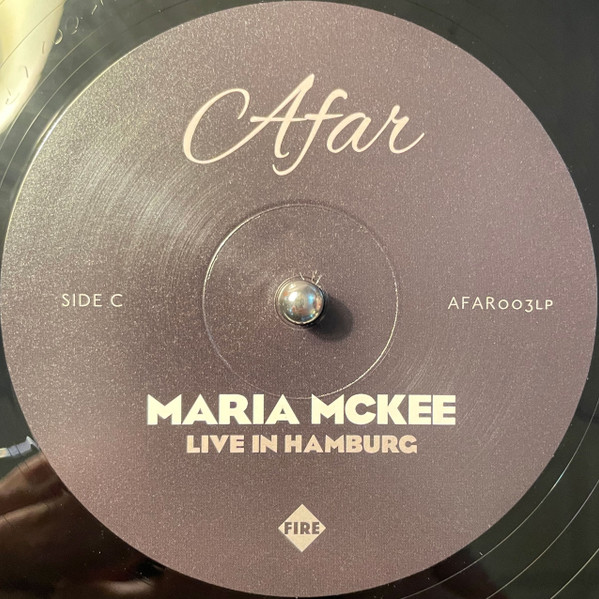 Afar
SIDE C
AFAR003LP
MARIA MCKEE
LIVE IN HAMBURG
FIRE